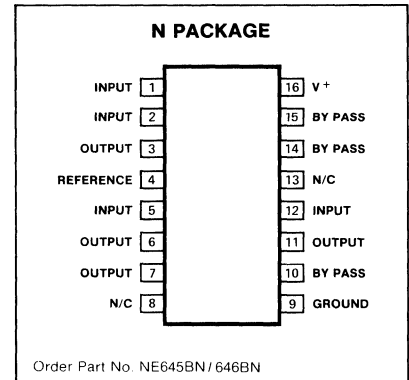 N PACKAGE
INPUT 1
16 V+
INPUT 2
15 BY PASS
OUTPUT 3
14 BY PASS
REFERENCE 4
13 N/C
INPUT 5
12 INPUT
OUTPUT 6
11 OUTPUT
OUTPUT 7
10 BY PASS
N/C 8
9 GROUND
Order Part No. NE645BN/646BN